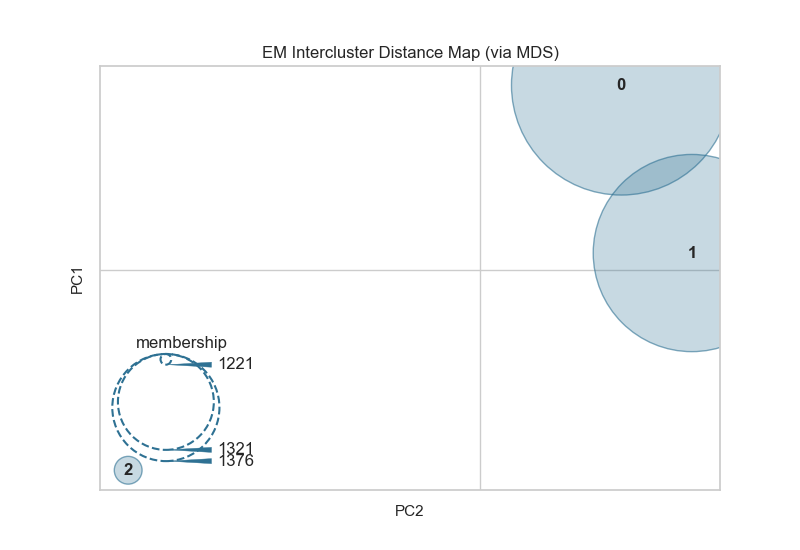 EM Intercluster Distance Map (via MDS)
0
1
PC1
membership
1221
1321
1376
2
PC2